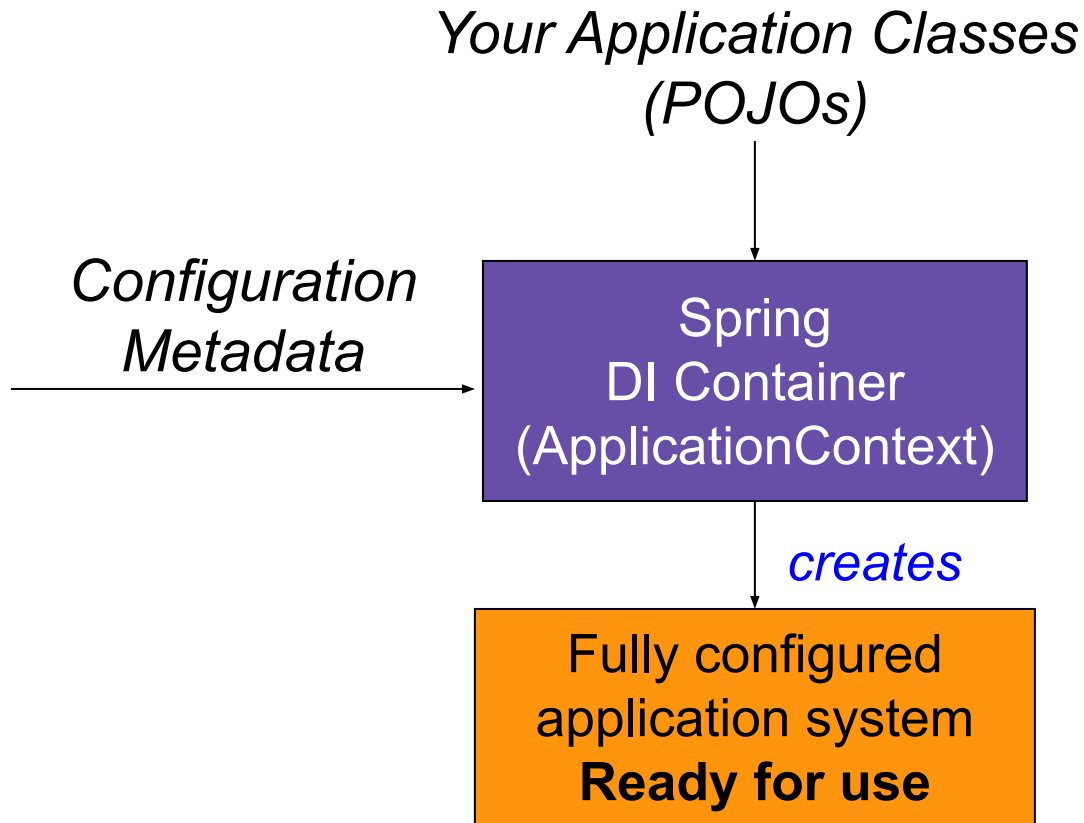 Your Application Classes
(POJOs)
Configuration
Metadata
Spring
DI Container
(ApplicationContext)
creates
Fully configured
application system
Ready for use